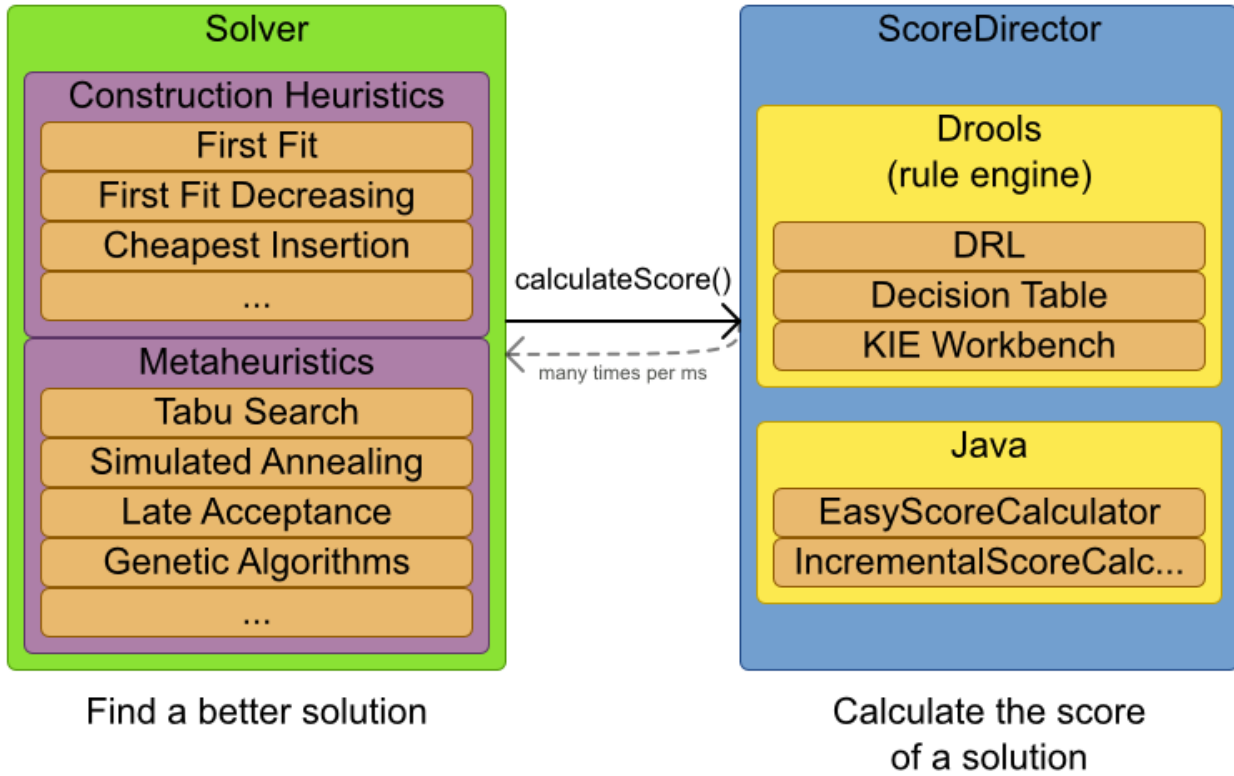 Solver
Construction Heuristics
First Fit
First Fit Decreasing
Cheapest Insertion
...
Metaheuristics
Tabu Search
Simulated Annealing
Late Acceptance
Genetic Algorithms
...
Find a better solution
calculateScore()
many times per ms
ScoreDirector
Drools
(rule engine)
DRL
Decision Table
KIE Workbench
Java
EasyScoreCalculator
IncrementalScoreCalc...
Calculate the score
of a solution